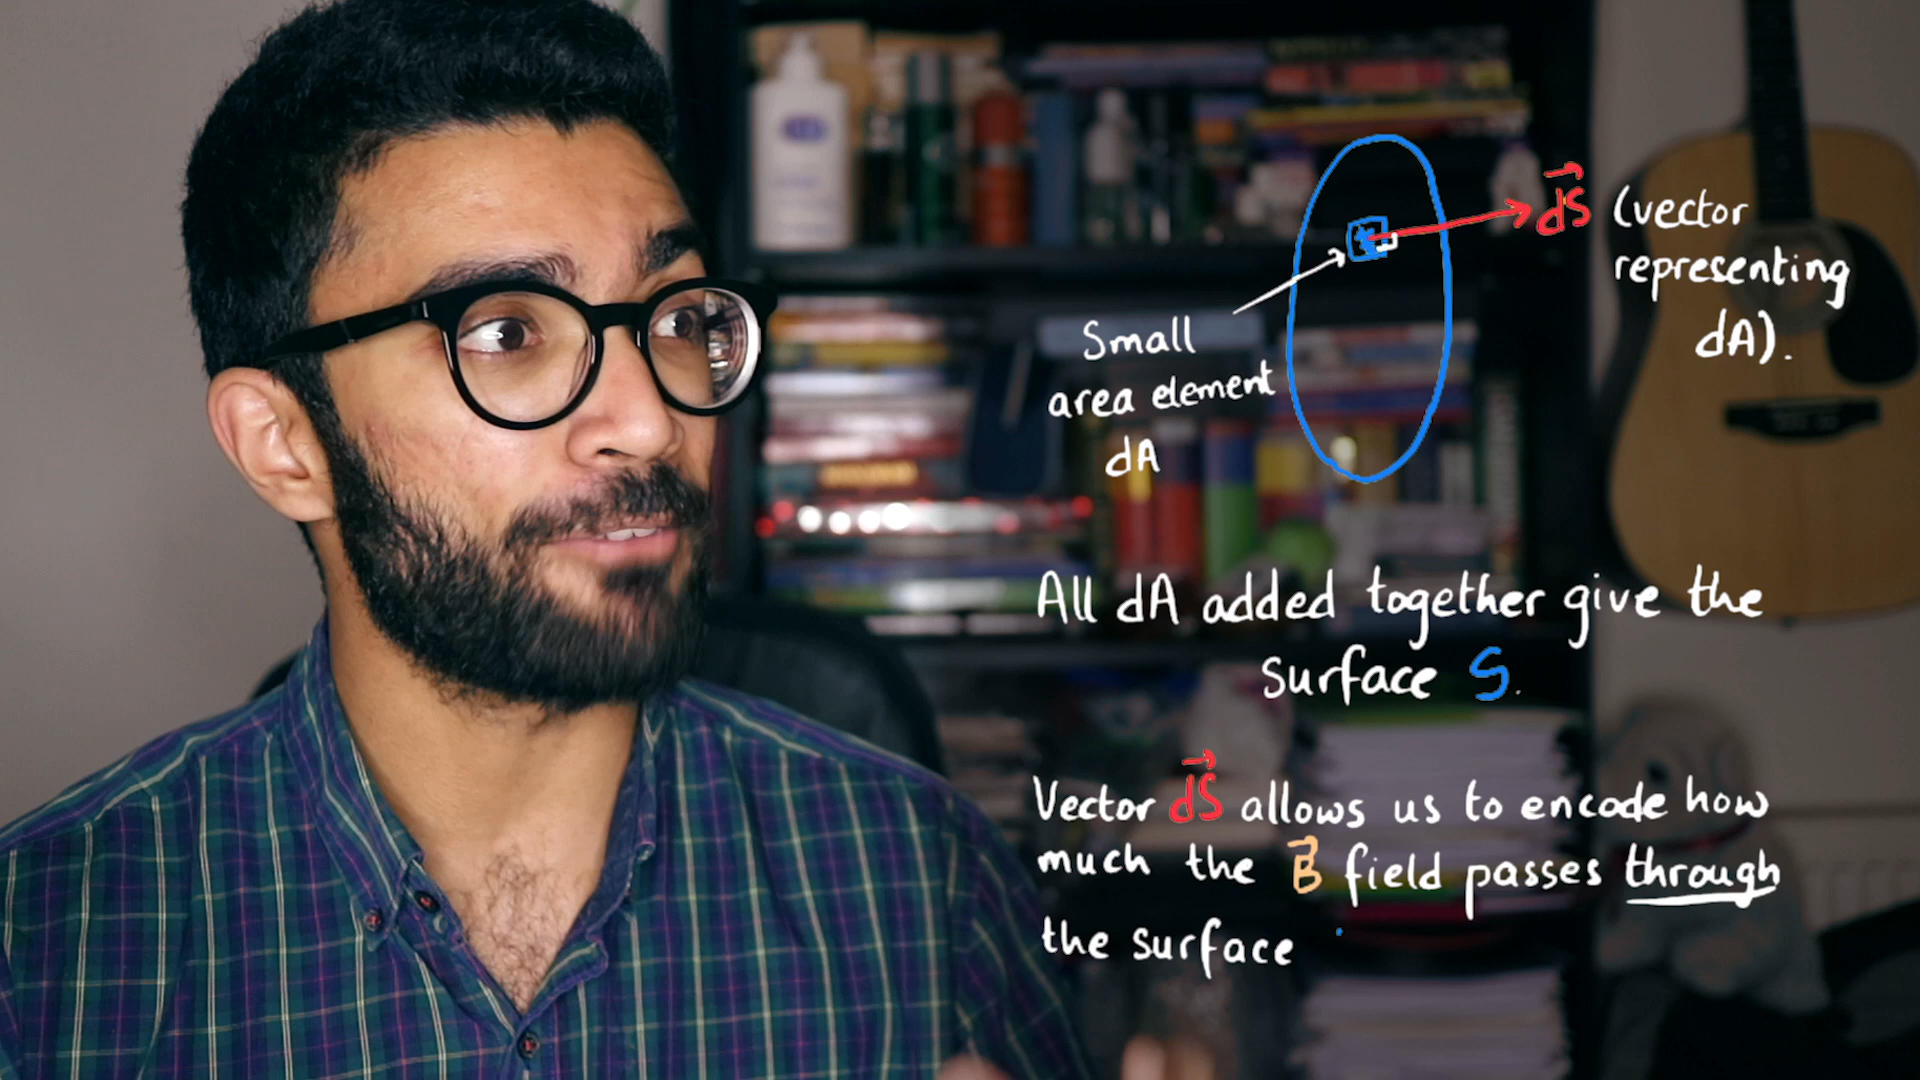 dS (vector
representing
dA).
Small
area element
dA
All dA added together give the
surface S.
Vector dS allows us to encode how
much the B field passes through
the surface